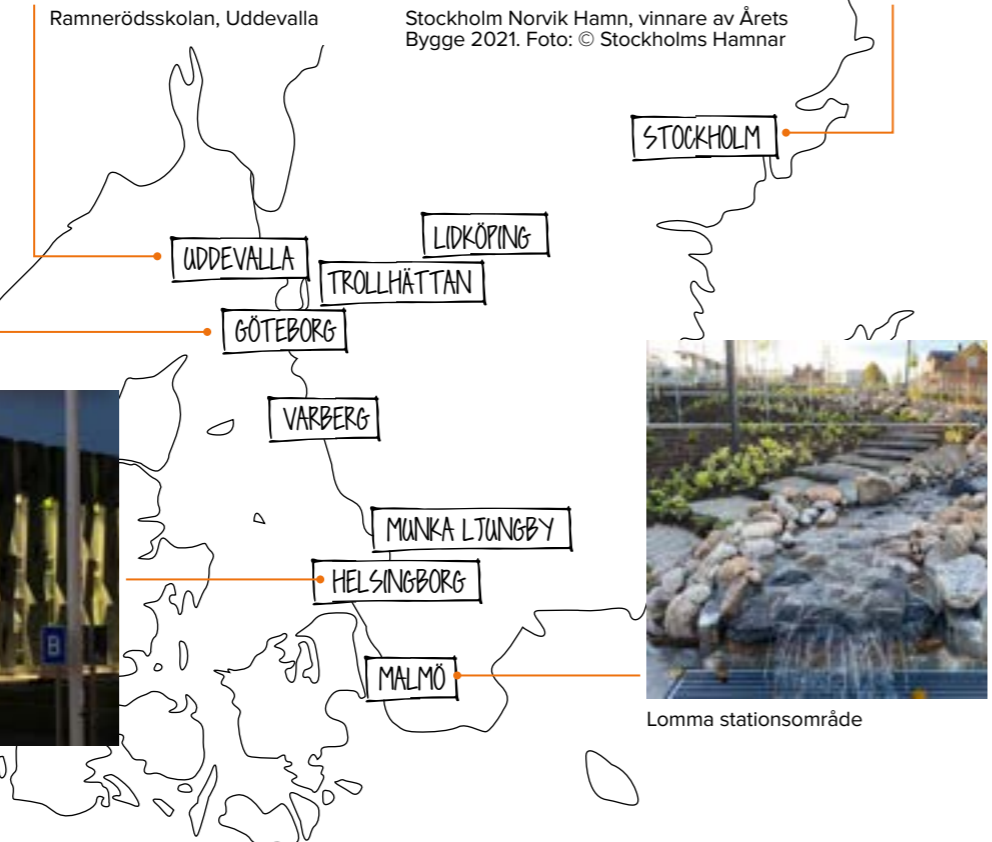 Ramnerödsskolan, Uddevalla
Stockholm Norvik Hamn, vinnare av Årets
Bygge 2021. Foto: © Stockholms Hamnar
STOCKHOLM
LIDKÖPING
UDDEVALLA
TROLLHÄTTAN
GÖTEBORG
VARBERG
MUNKA LJUNGBY
HELSINGBORG
B
MALMÖ
Lomma stationsområde